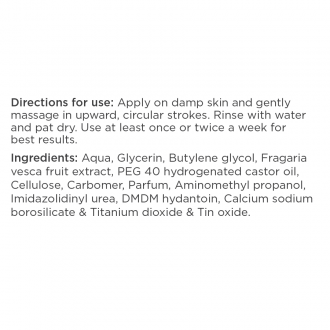 Directions for use: Apply on damp skin and gently
massage in upward, circular strokes. Rinse with water
and pat dry. Use at least once or twice a week for
best results.
Ingredients: Aqua, Glycerin, Butylene glycol, Fragaria
vesca fruit extract, PEG 40 hydrogenated castor oil,
Cellulose, Carbomer, Parfum, Aminomethyl propanol,
Imidazolidinyl urea, DMDM hydantoin, Calcium sodium
borosilicate & Titanium dioxide & Tin oxide.